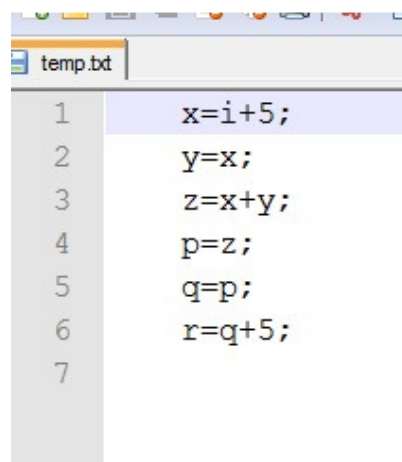 temp.txt
1 x=i+5;
2 y=x;
3 z=x+y;
4 p=z;
5 q=p;
6 r=q+5;
7